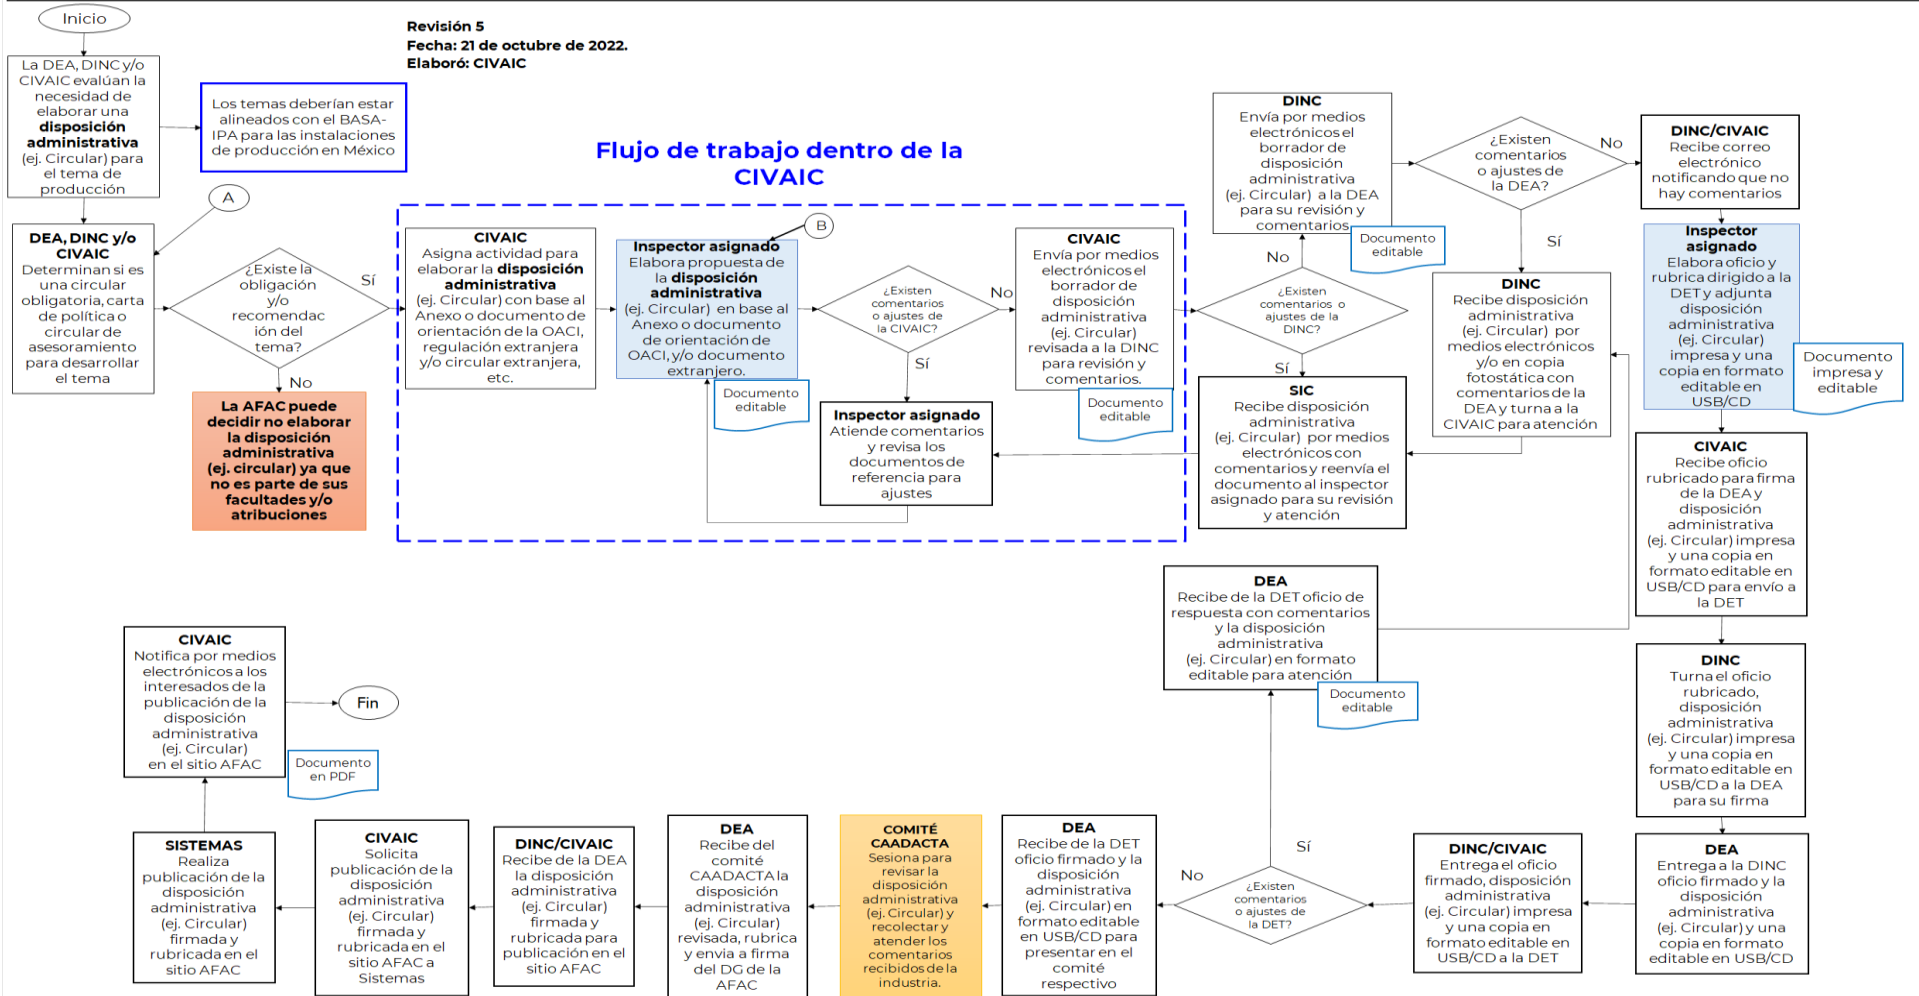 Inicio
Revisión 5
Fecha: 21 de octubre de 2022.
Elaboró: CIVAIC
La DEA, DINC y/o
CIVAIC evalúan la
necesidad de
elaborar una
disposición
administrativa
(ej. Circular) para
el tema de
producción
Los temas deberían estar
alineados con el BASA-
IPA para las instalaciones
de producción en México
A
DEA, DINC y/o
CIVAIC
Determinan si es
una circular
obligatoria, carta
de política o
circular de
asesoramiento
para desarrollar
el tema
¿Existe la
obligación
y/o
recomendac
ión del
tema?
Sí
No
La AFAC puede
decidir no elaborar
la disposición
administrativa
(ej. circular) ya que
no es parte de sus
facultades y/o
atribuciones
Flujo de trabajo dentro de la
CIVAIC
CIVAIC
Asigna actividad para
elaborar la disposición
administrativa
(ej. Circular) con base al
Anexo o documento de
orientación de la OACI,
regulación extranjera
y/o circular extranjera,
etc.
B
Inspector asignado
Elabora propuesta de
la disposición
administrativa
(ej. Circular) en base al
Anexo o documento
de orientación de
OACI, y/o documento
extranjero.
Documento
editable
¿Existen
comentarios
o ajustes de
la CIVAIC?
No
Sí
Inspector asignado
Atiende comentarios
y revisa los
documentos de
referencia para
ajustes
CIVAIC
Envía por medios
electrónicos el
borrador de
disposición
administrativa
(ej. Circular)
revisada a la DINC
para revisión y
comentarios.
Documento
editable
¿Existen
comentarios o
ajustes de la
DINC?
No
Sí
DINC
Envía por medios
electrónicos el
borrador de
disposición
administrativa
(ej. Circular) a la DEA
para su revisión y
comentarios
Documento
editable
SIC
Recibe disposición
administrativa
(ej. Circular) por medios
electrónicos con
comentarios y reenvía el
documento al inspector
asignado para su revisión
y atención
¿Existen
comentarios
o ajustes de
la DEA?
No
Sí
DINC
Recibe disposición
administrativa
(ej. Circular) por
medios electrónicos
y/o en copia
fotostática con
comentarios de la
DEA y turna a la
CIVAIC para atención
DINC/CIVAIC
Recibe correo
electrónico
notificando que no
hay comentarios
Inspector
asignado
Elabora oficio y
rubrica dirigido a la
DET y adjunta
disposición
administrativa
(ej. Circular)
impresa y una
copia en formato
editable en
USB/CD
Documento
impresa y
editable
CIVAIC
Recibe oficio
rubricado para firma
de la DEA y
disposición
administrativa
(ej. Circular) impresa
y una copia en
formato editable en
USB/CD para envío a
la DET
DINC
Turna el oficio
rubricado,
disposición
administrativa
(ej. Circular) impresa
y una copia en
formato editable en
USB/CD a la DEA
para su firma
DEA
Entrega a la DINC
oficio firmado y la
disposición
administrativa
(ej. Circular) y una
copia en formato
editable en USB/CD
DINC/CIVAIC
Entrega el oficio
firmado, disposición
administrativa
(ej. Circular) impresa
y una copia en
formato editable en
USB/CD a la DET
¿Existen
comentarios
o ajustes de
la DET?
Sí
No
DEA
Recibe de la DET oficio de
respuesta con comentarios
y la disposición
administrativa
(ej. Circular) en formato
editable para atención
Documento
editable
DEA
Recibe de la DET
oficio firmado y la
disposición
administrativa
(ej. Circular) en
formato editable
en USB/CD para
presentar en el
comité
respectivo
COMITÉ
CAADACTA
Sesiona para
revisar la
disposición
administrativa
(ej. Circular) y
recolectar y
atender los
comentarios
recibidos de la
industria.
DEA
Recibe del
comité
CAADACTA la
disposición
administrativa
(ej. Circular)
revisada, rubrica
y envia a firma
del DG de la
AFAC
DINC/CIVAIC
Recibe de la DEA
la disposición
administrativa
(ej. Circular)
firmada y
rubricada para
publicación en el
sitio AFAC
CIVAIC
Solicita
publicación de la
disposición
administrativa
(ej. Circular)
firmada y
rubricada en el
sitio AFAC a
Sistemas
SISTEMAS
Realiza
publicación de la
disposición
administrativa
(ej. Circular)
firmada y
rubricada en el
sitio AFAC
CIVAIC
Notifica por medios
electrónicos a los
interesados de la
publicación de la
disposición
administrativa
(ej. Circular)
en el sitio AFAC
Documento
en PDF
Fin